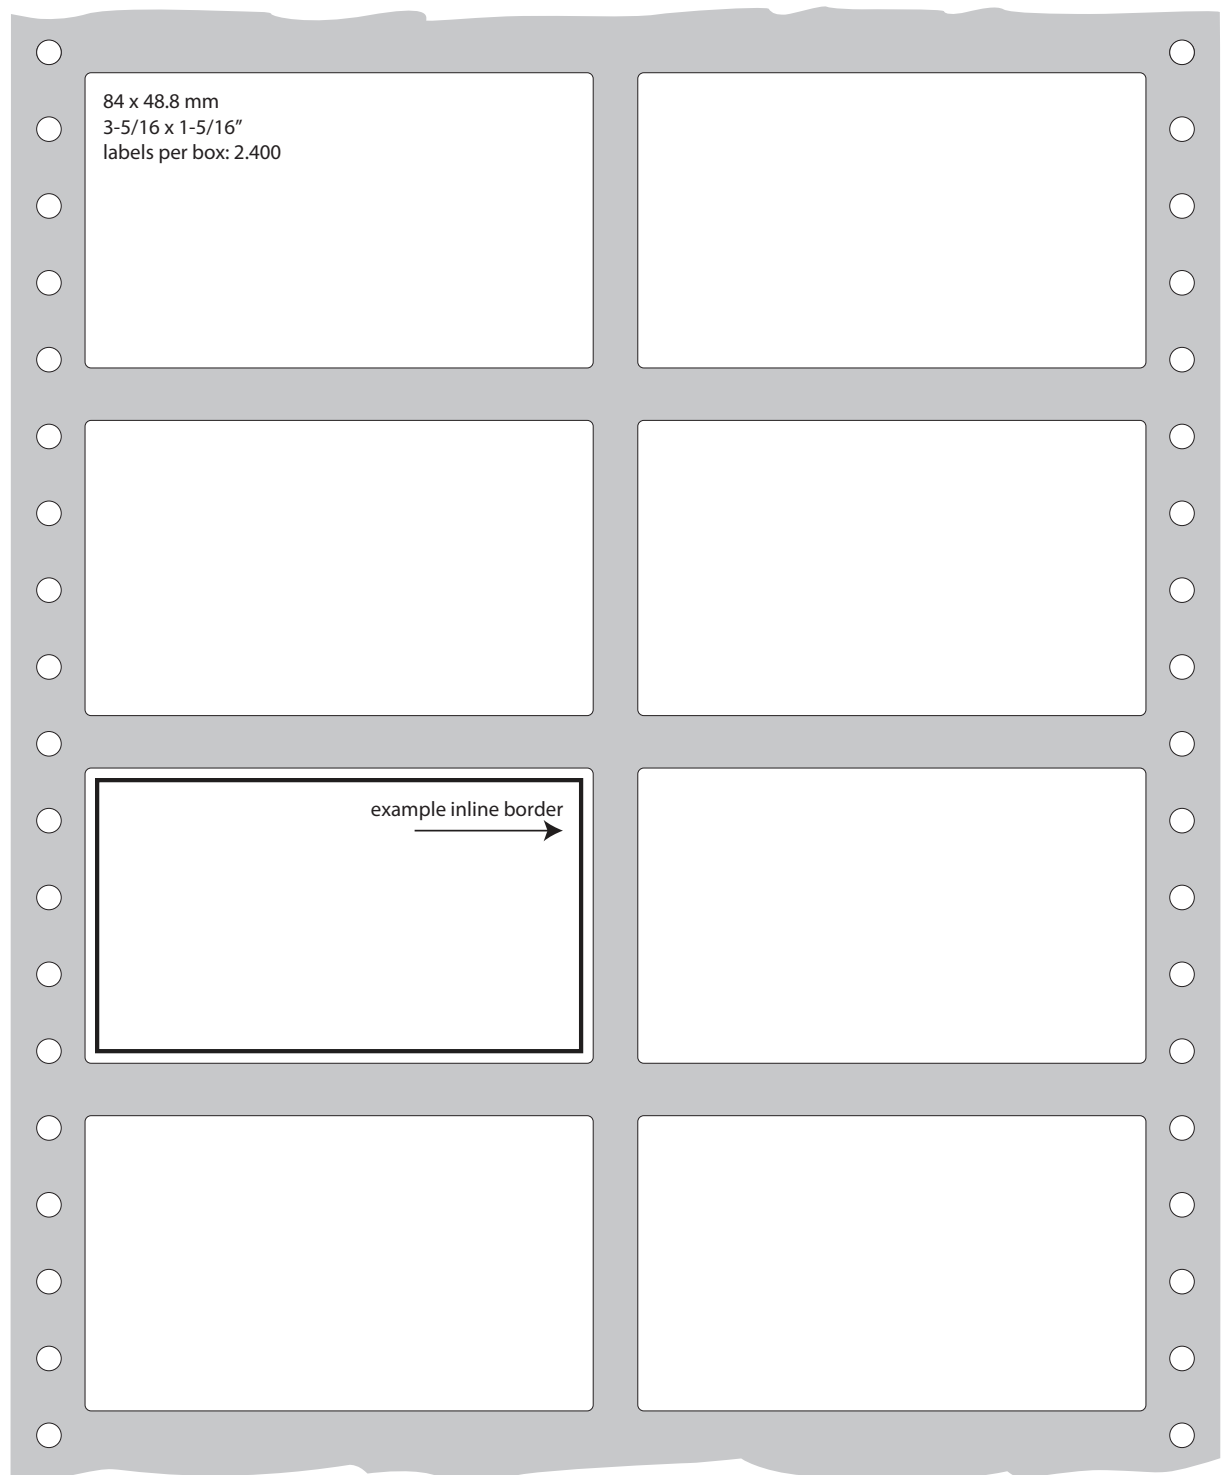 84 x 48.8 mm
3-5/16 x 1-5/16”
labels per box: 2.400
example inline border